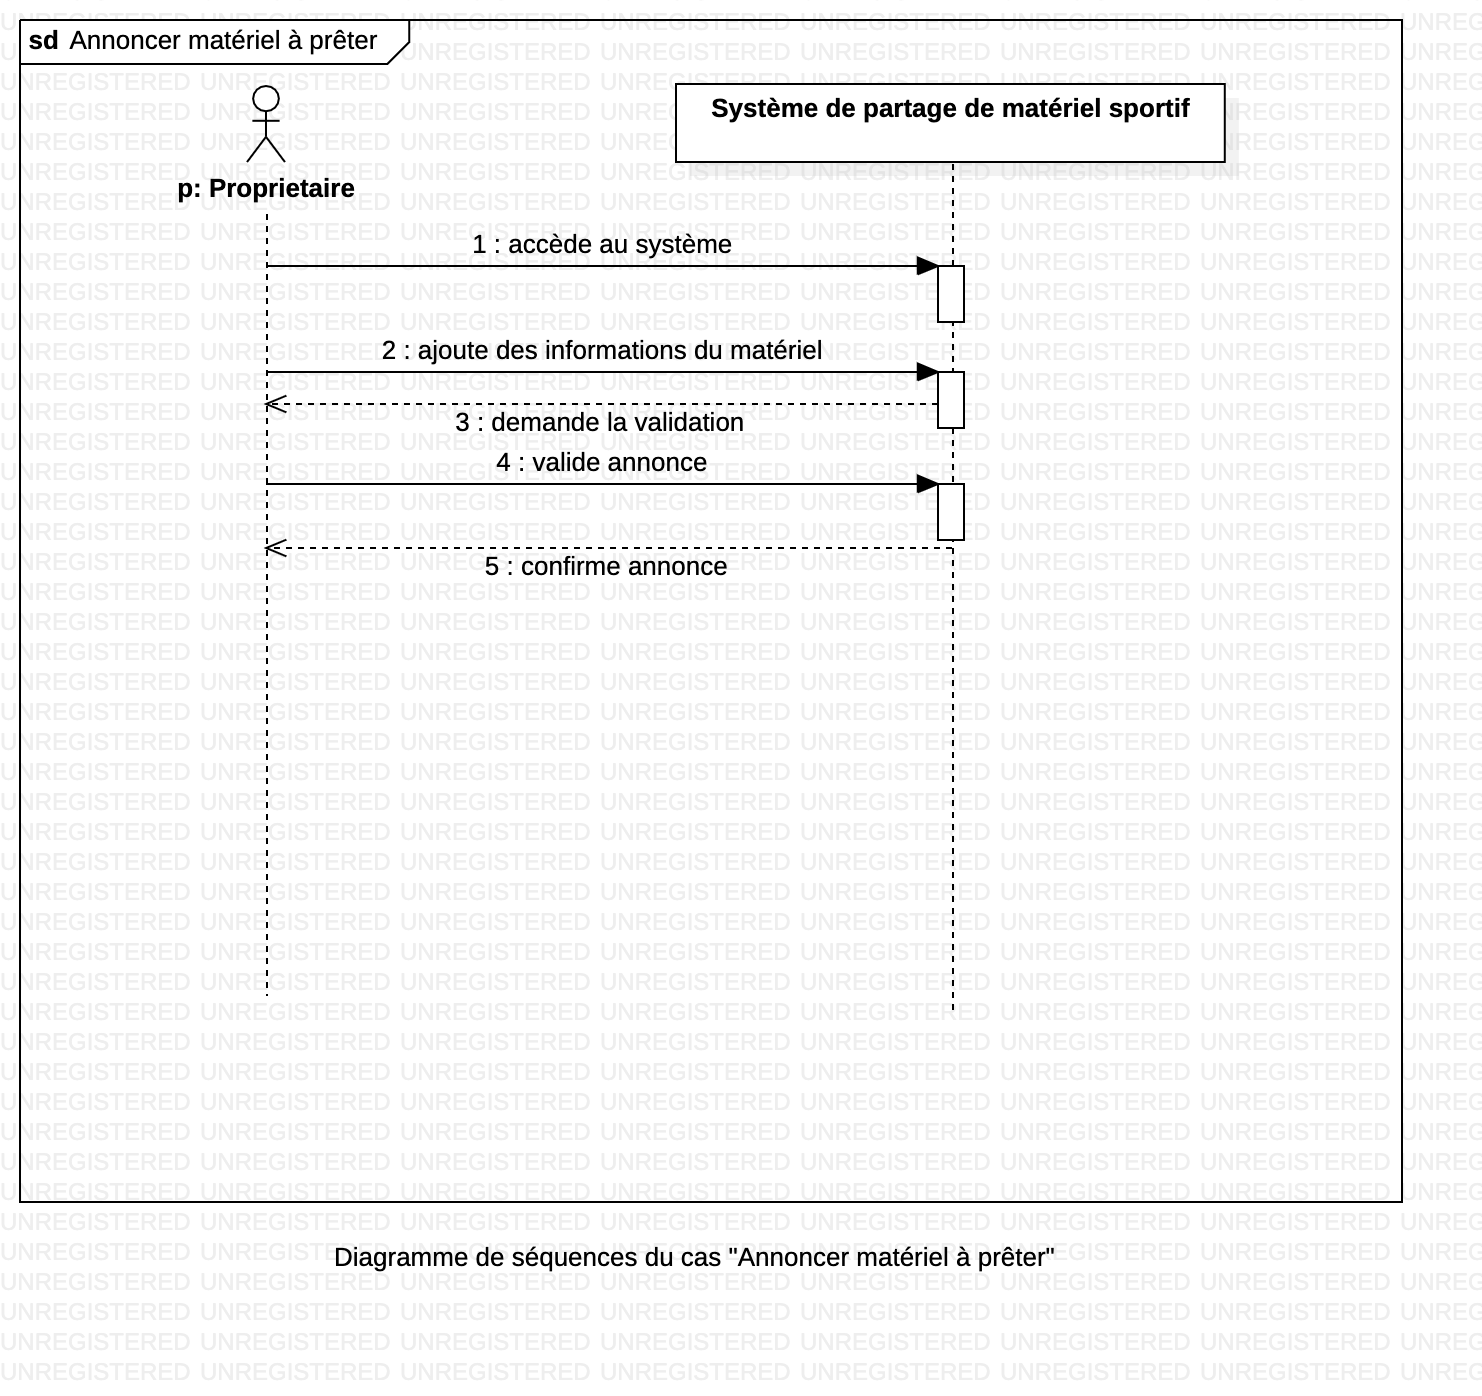 sd Annoncer matériel à prêter
Système de partage de matériel sportif
p: Proprietaire
1 : accède au système
2 : ajoute des informations du matériel
3 : demande la validation
4 : valide annonce
5 : confirme annonce
Diagramme de séquences du cas "Annoncer matériel à prêter"
UNREGISTERED